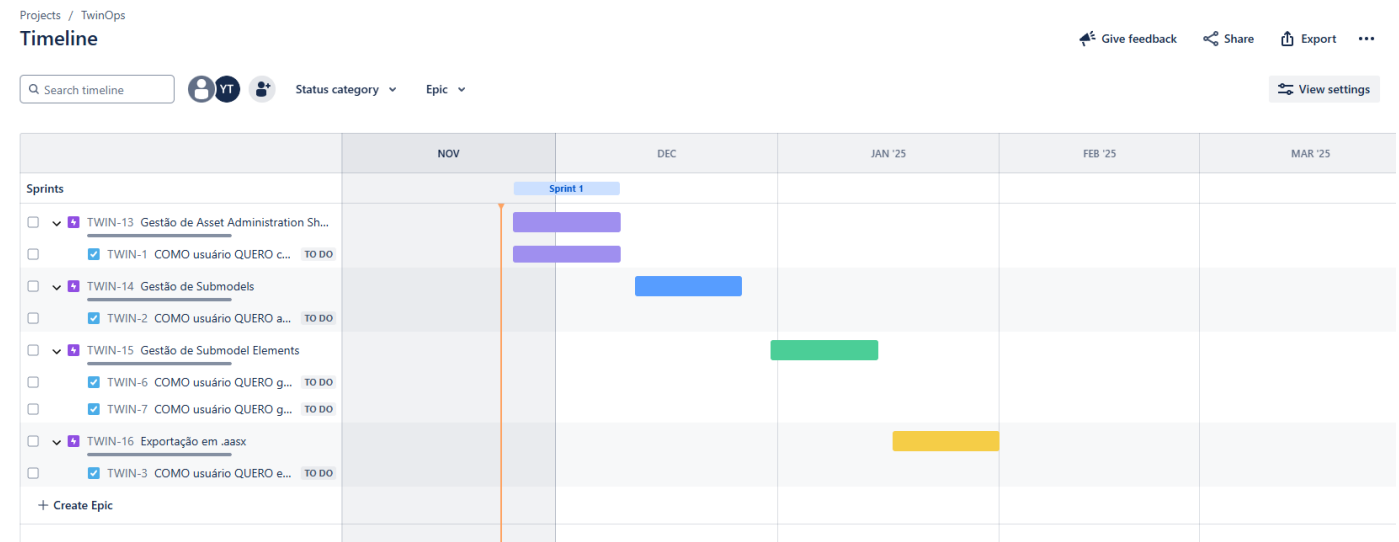 Projects / TwinOps
Timeline
Give feedback
Share
Export
Search timeline
YT
Status category
Epic
View settings
NOV
DEC
JAN '25
FEB '25
MAR '25
Sprints
Sprint 1
TWIN-13 Gestão de Asset Administration Sh...
TWIN-1 COMO usuário QUERO c... TO DO
TWIN-14 Gestão de Submodels
TWIN-2 COMO usuário QUERO a... TO DO
TWIN-15 Gestão de Submodel Elements
TWIN-6 COMO usuário QUERO g... TO DO
TWIN-7 COMO usuário QUERO g... TO DO
TWIN-16 Exportação em .aasx
TWIN-3 COMO usuário QUERO e... TO DO
+ Create Epic